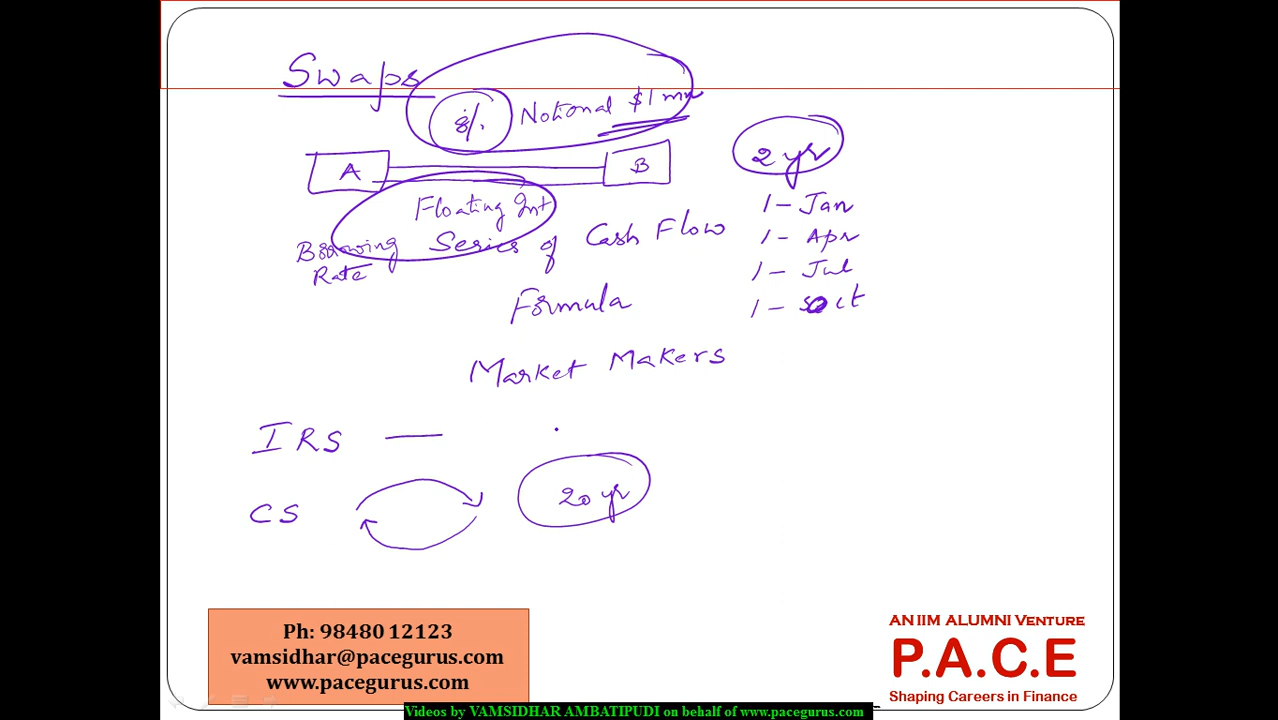 Swaps
8%. Notional $1 mn
A B 2 yr
Floating Int 1 - Jan
Borrowing Series of Cash Flow 1 - Apr
Rate 1 - Jul
Formula 1 - Oct
Market Makers
IRS —
CS 20 yr
Ph: 98480 12123
vamsidhar@pacegurus.com
www.pacegurus.com
AN IIM ALUMNI VENTURE
P.A.C.E
Shaping Careers in Finance
Videos by VAMSIDHAR AMBATIPUDI on behalf of www.pacegurus.com